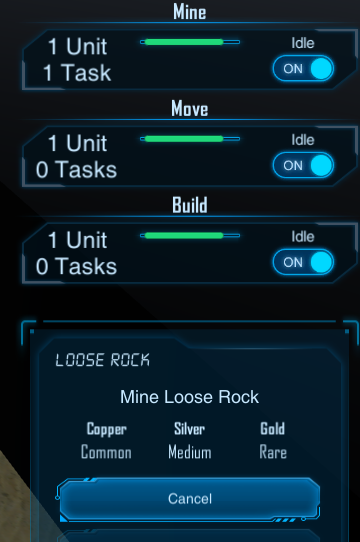 Mine
1 Unit
Idle
1 Task
ON
Move
1 Unit
Idle
0 Tasks
ON
Build
1 Unit
Idle
0 Tasks
ON
LOOSE ROCK
Mine Loose Rock
Copper Silver Gold
Common Medium Rare
Cancel